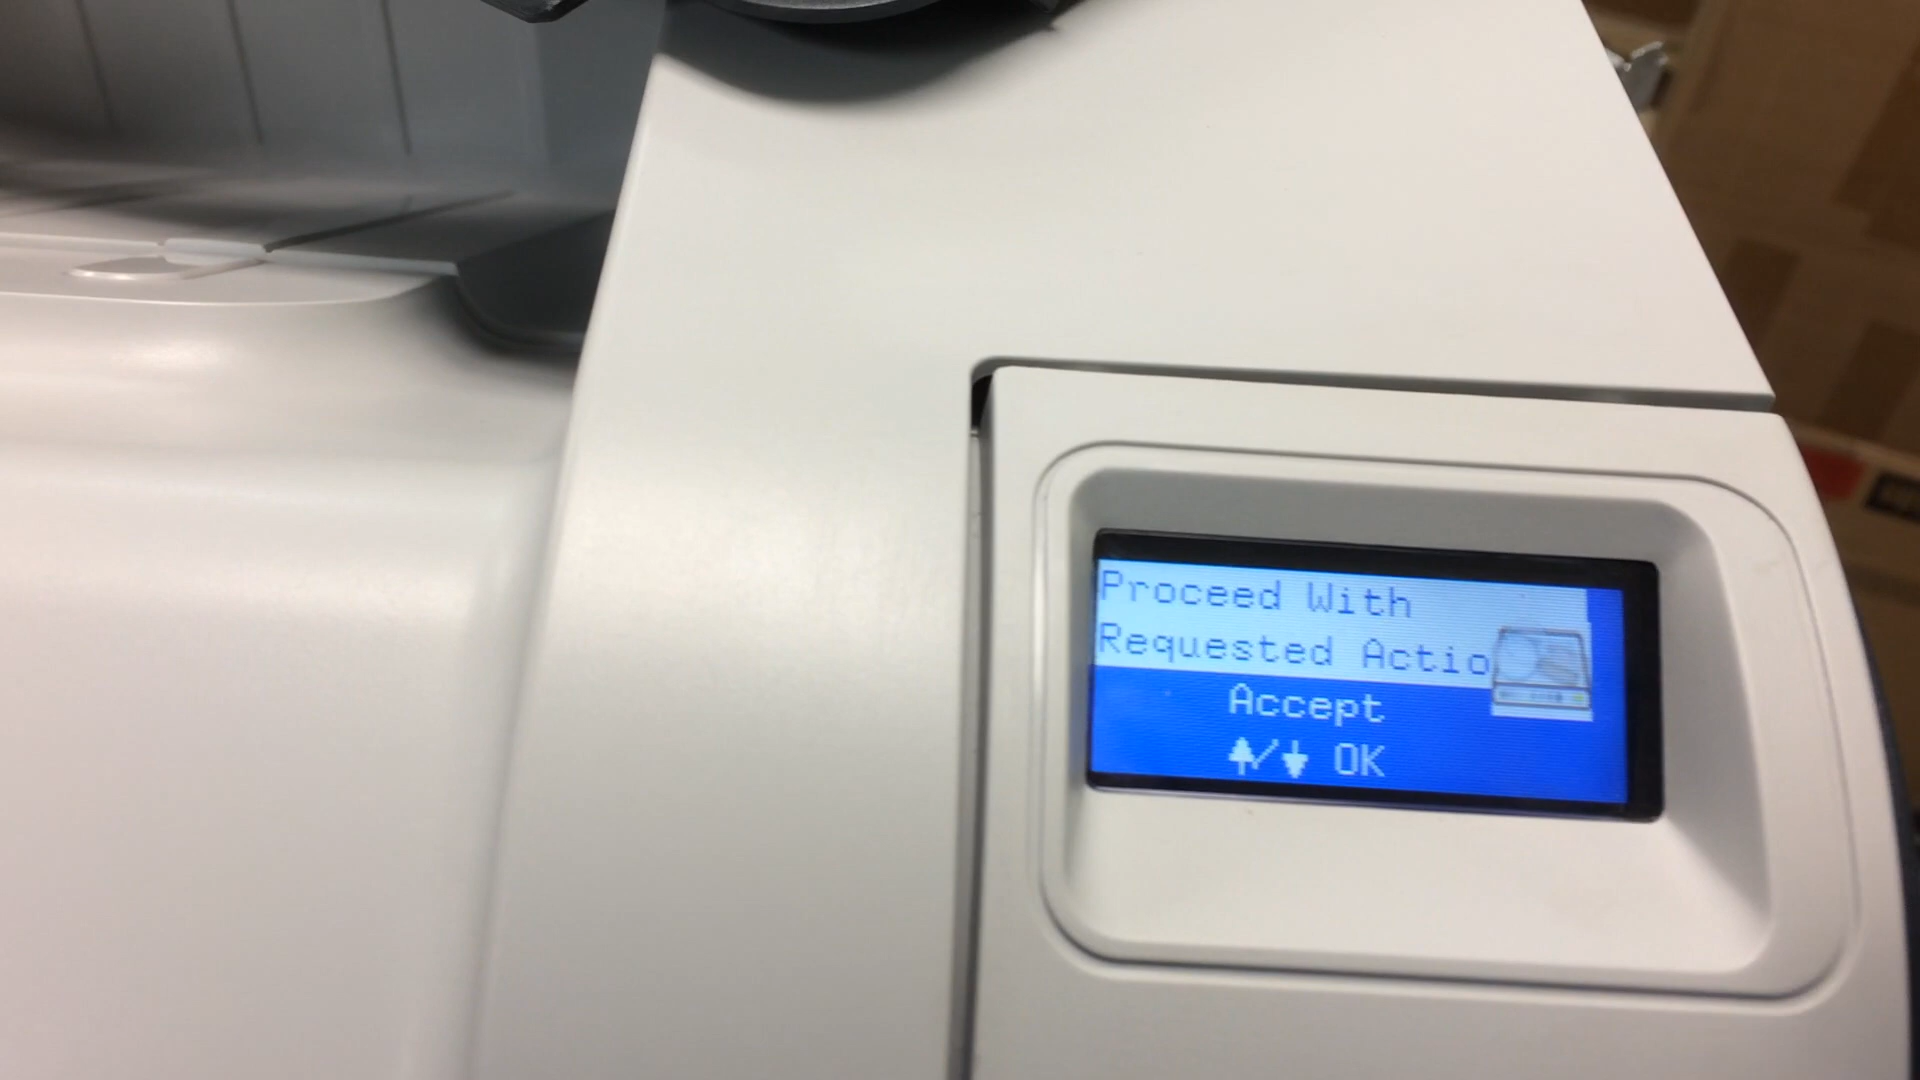 Proceed With
Requested Actio
Accept
↑/↓ OK